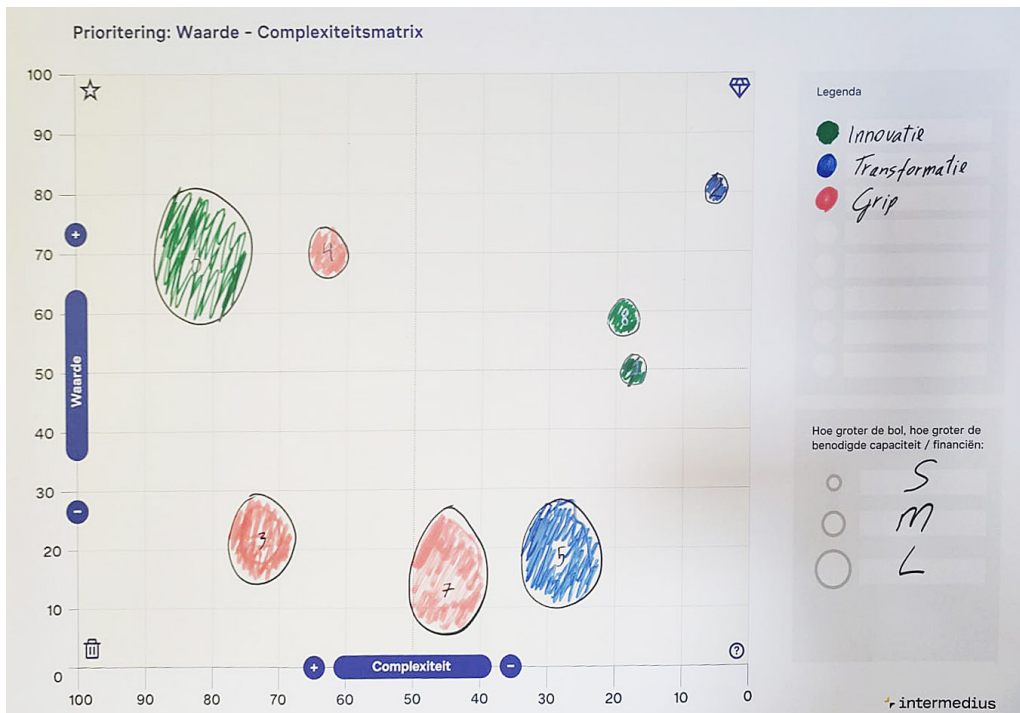 Prioritering: Waarde - Complexiteitsmatrix
100
90
80
70
60
50
40
30
20
10
0
+
Waarde
-
4
8
3
7
5
+ Complexiteit -
100 90 80 70 60 50 40 30 20 10 0
?
Legenda
Innovatie
Transformatie
Grip
Hoe groter de bol, hoe groter de
benodigde capaciteit / financiën:
S
M
L
intermedius